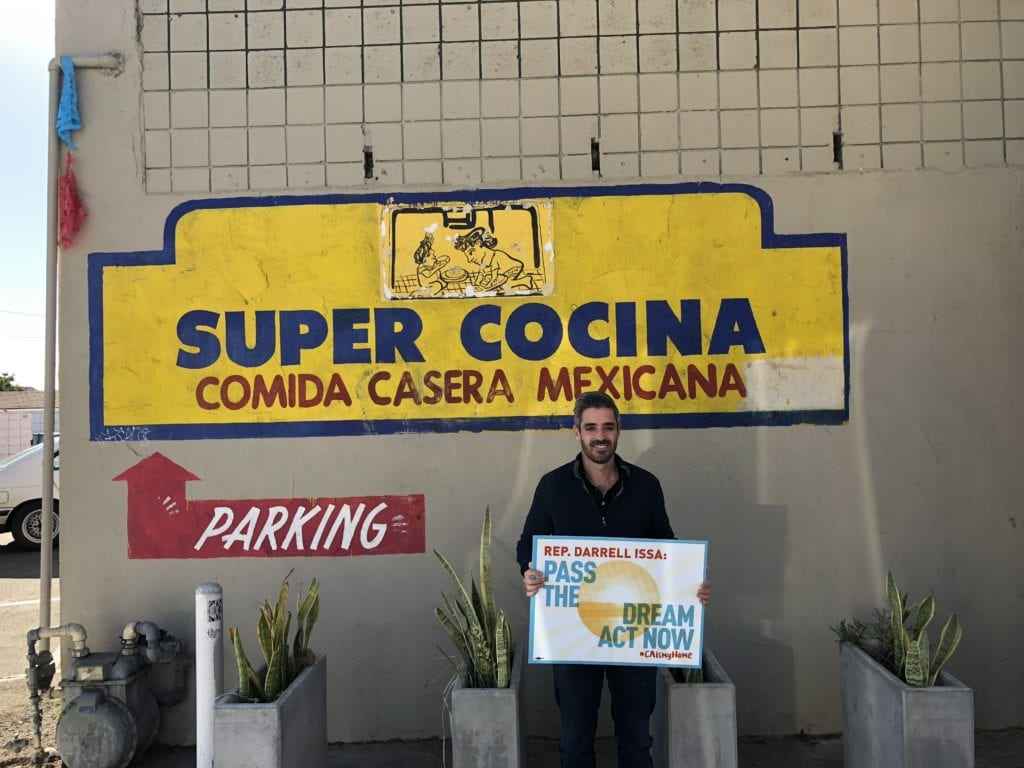 SUPER COCINA
COMIDA CASERA MEXICANA
PARKING
REP. DARRELL ISSA:
PASS
THE
DREAM
ACT NOW
#CAisMyHome